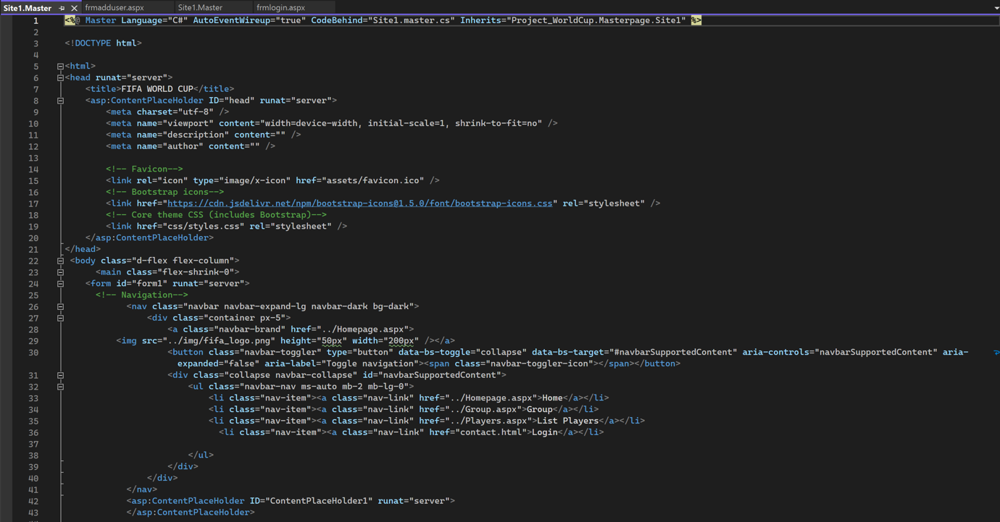 Site1.Master frmadduser.aspx Site1.Master frmlogin.aspx
1 <%@ Master Language="C#" AutoEventWireup="true" CodeBehind="Site1.master.cs" Inherits="Project_WorldCup.Masterpage.Site1" %>
2
3 <!DOCTYPE html>
4
5 <html>
6 <head runat="server">
7 <title>FIFA WORLD CUP</title>
8 <asp:ContentPlaceHolder ID="head" runat="server">
9 <meta charset="utf-8" />
10 <meta name="viewport" content="width=device-width, initial-scale=1, shrink-to-fit=no" />
11 <meta name="description" content="" />
12 <meta name="author" content="" />
13
14 <!-- Favicon-->
15 <link rel="icon" type="image/x-icon" href="assets/favicon.ico" />
16 <!-- Bootstrap icons-->
17 <link href="https://cdn.jsdelivr.net/npm/bootstrap-icons@1.5.0/font/bootstrap-icons.css" rel="stylesheet" />
18 <!-- Core theme CSS (includes Bootstrap)-->
19 <link href="css/styles.css" rel="stylesheet" />
20 </asp:ContentPlaceHolder>
21 </head>
22 <body class="d-flex flex-column">
23 <main class="flex-shrink-0">
24 <form id="form1" runat="server">
25 <!-- Navigation-->
26 <nav class="navbar navbar-expand-lg navbar-dark bg-dark">
27 <div class="container px-5">
28 <a class="navbar-brand" href="../Homepage.aspx">
29 <img src="../img/fifa_logo.png" height="50px" width="200px" /></a>
30 <button class="navbar-toggler" type="button" data-bs-toggle="collapse" data-bs-target="#navbarSupportedContent" aria-controls="navbarSupportedContent" aria-
expanded="false" aria-label="Toggle navigation"><span class="navbar-toggler-icon"></span></button>
31 <div class="collapse navbar-collapse" id="navbarSupportedContent">
32 <ul class="navbar-nav ms-auto mb-2 mb-lg-0">
33 <li class="nav-item"><a class="nav-link" href="../Homepage.aspx">Home</a></li>
34 <li class="nav-item"><a class="nav-link" href="../Group.aspx">Group</a></li>
35 <li class="nav-item"><a class="nav-link" href="../Players.aspx">List Players</a></li>
36 <li class="nav-item"><a class="nav-link" href="contact.html">Login</a></li>
37
38 </ul>
39 </div>
40 </div>
41 </nav>
42 <asp:ContentPlaceHolder ID="ContentPlaceHolder1" runat="server">
43 </asp:ContentPlaceHolder>